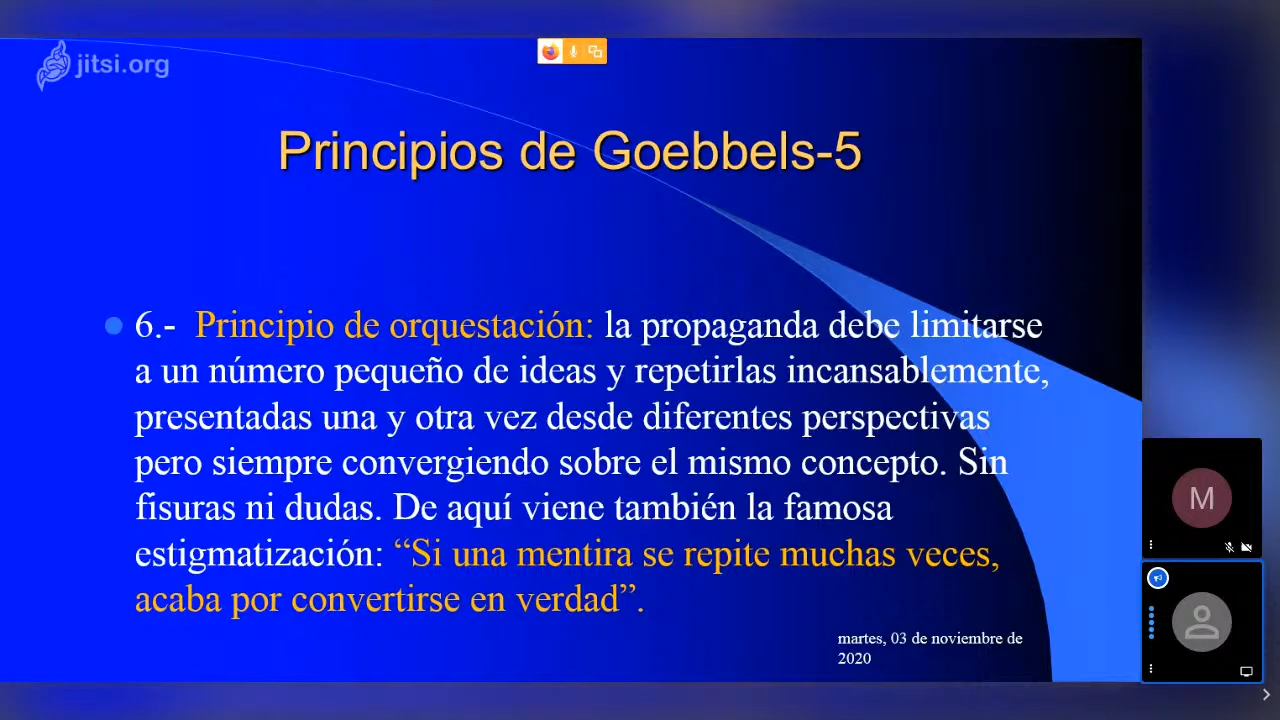 jitsi.org
Principios de Goebbels-5
6.- Principio de orquestación: la propaganda debe limitarse
a un número pequeño de ideas y repetirlas incansablemente,
presentadas una y otra vez desde diferentes perspectivas
pero siempre convergiendo sobre el mismo concepto. Sin
fisuras ni dudas. De aquí viene también la famosa
estigmatización: “Si una mentira se repite muchas veces,
acaba por convertirse en verdad”.
martes, 03 de noviembre de
2020
M